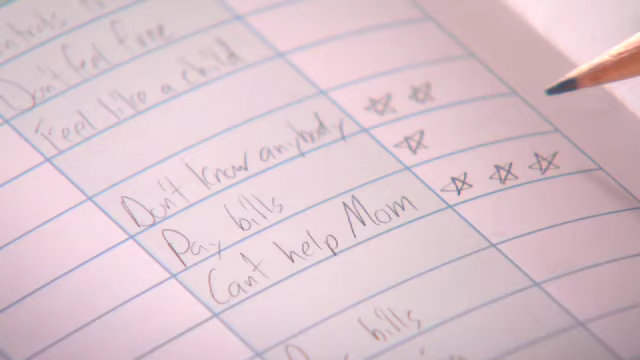 Don't feel free
Feel like a child
Don't know anybody
Pay bills
Can't help Mom
bills